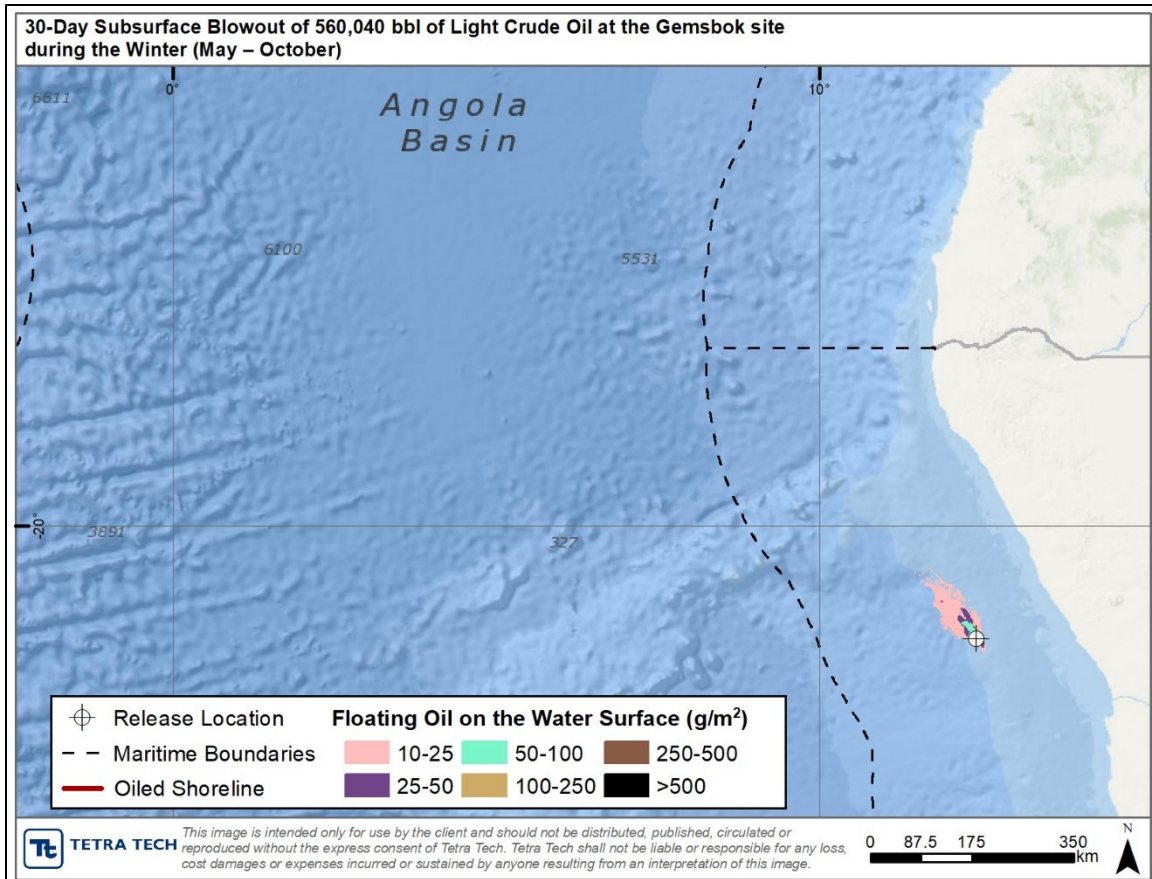 30-Day Subsurface Blowout of 560,040 bbl of Light Crude Oil at the Gemsbok site
during the Winter (May – October)
0°
10°
6611
Angola
Basin
6100
5531
-20°
3891
327
Release Location
Maritime Boundaries
Oiled Shoreline
Floating Oil on the Water Surface (g/m²)
10-25
50-100
250-500
25-50
100-250
>500
Tt
TETRA TECH
This image is intended only for use by the client and should not be distributed, published, circulated or
reproduced without the express consent of Tetra Tech. Tetra Tech shall not be liable or responsible for any loss,
cost damages or expenses incurred or sustained by anyone resulting from an interpretation of this image.
0 87.5 175 350
km
N